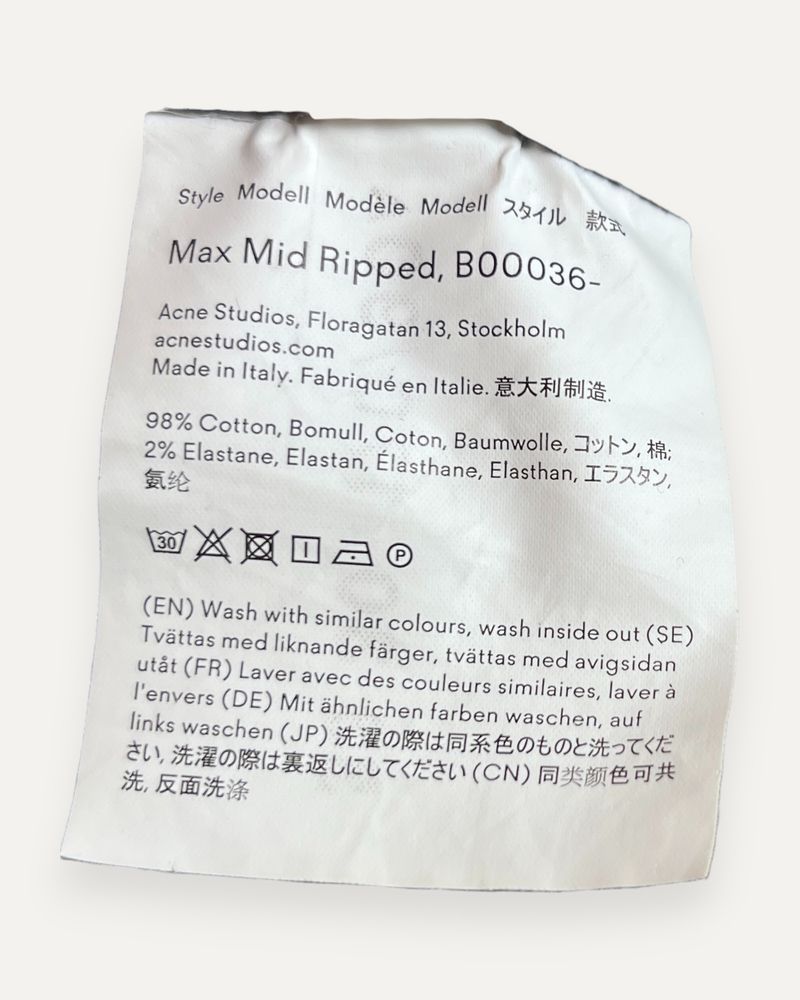 Style Modell Modèle Modell スタイル 款式
Max Mid Ripped, B00036-
Acne Studios, Floragatan 13, Stockholm
acnestudios.com
Made in Italy. Fabriqué en Italie. 意大利制造.
98% Cotton, Bomull, Coton, Baumwolle, コットン, 棉;
2% Elastane, Elastan, Élasthane, Elasthan, エラスタン,
氨纶
30 P
(EN) Wash with similar colours, wash inside out (SE)
Tvättas med liknande färger, tvättas med avigsidan
utåt (FR) Laver avec des couleurs similaires, laver à
l'envers (DE) Mit ähnlichen farben waschen, auf
links waschen (JP) 洗濯の際は同系色のものと洗ってくだ
さい, 洗濯の際は裏返しにしてください (CN) 同类颜色可共
洗, 反面洗涤